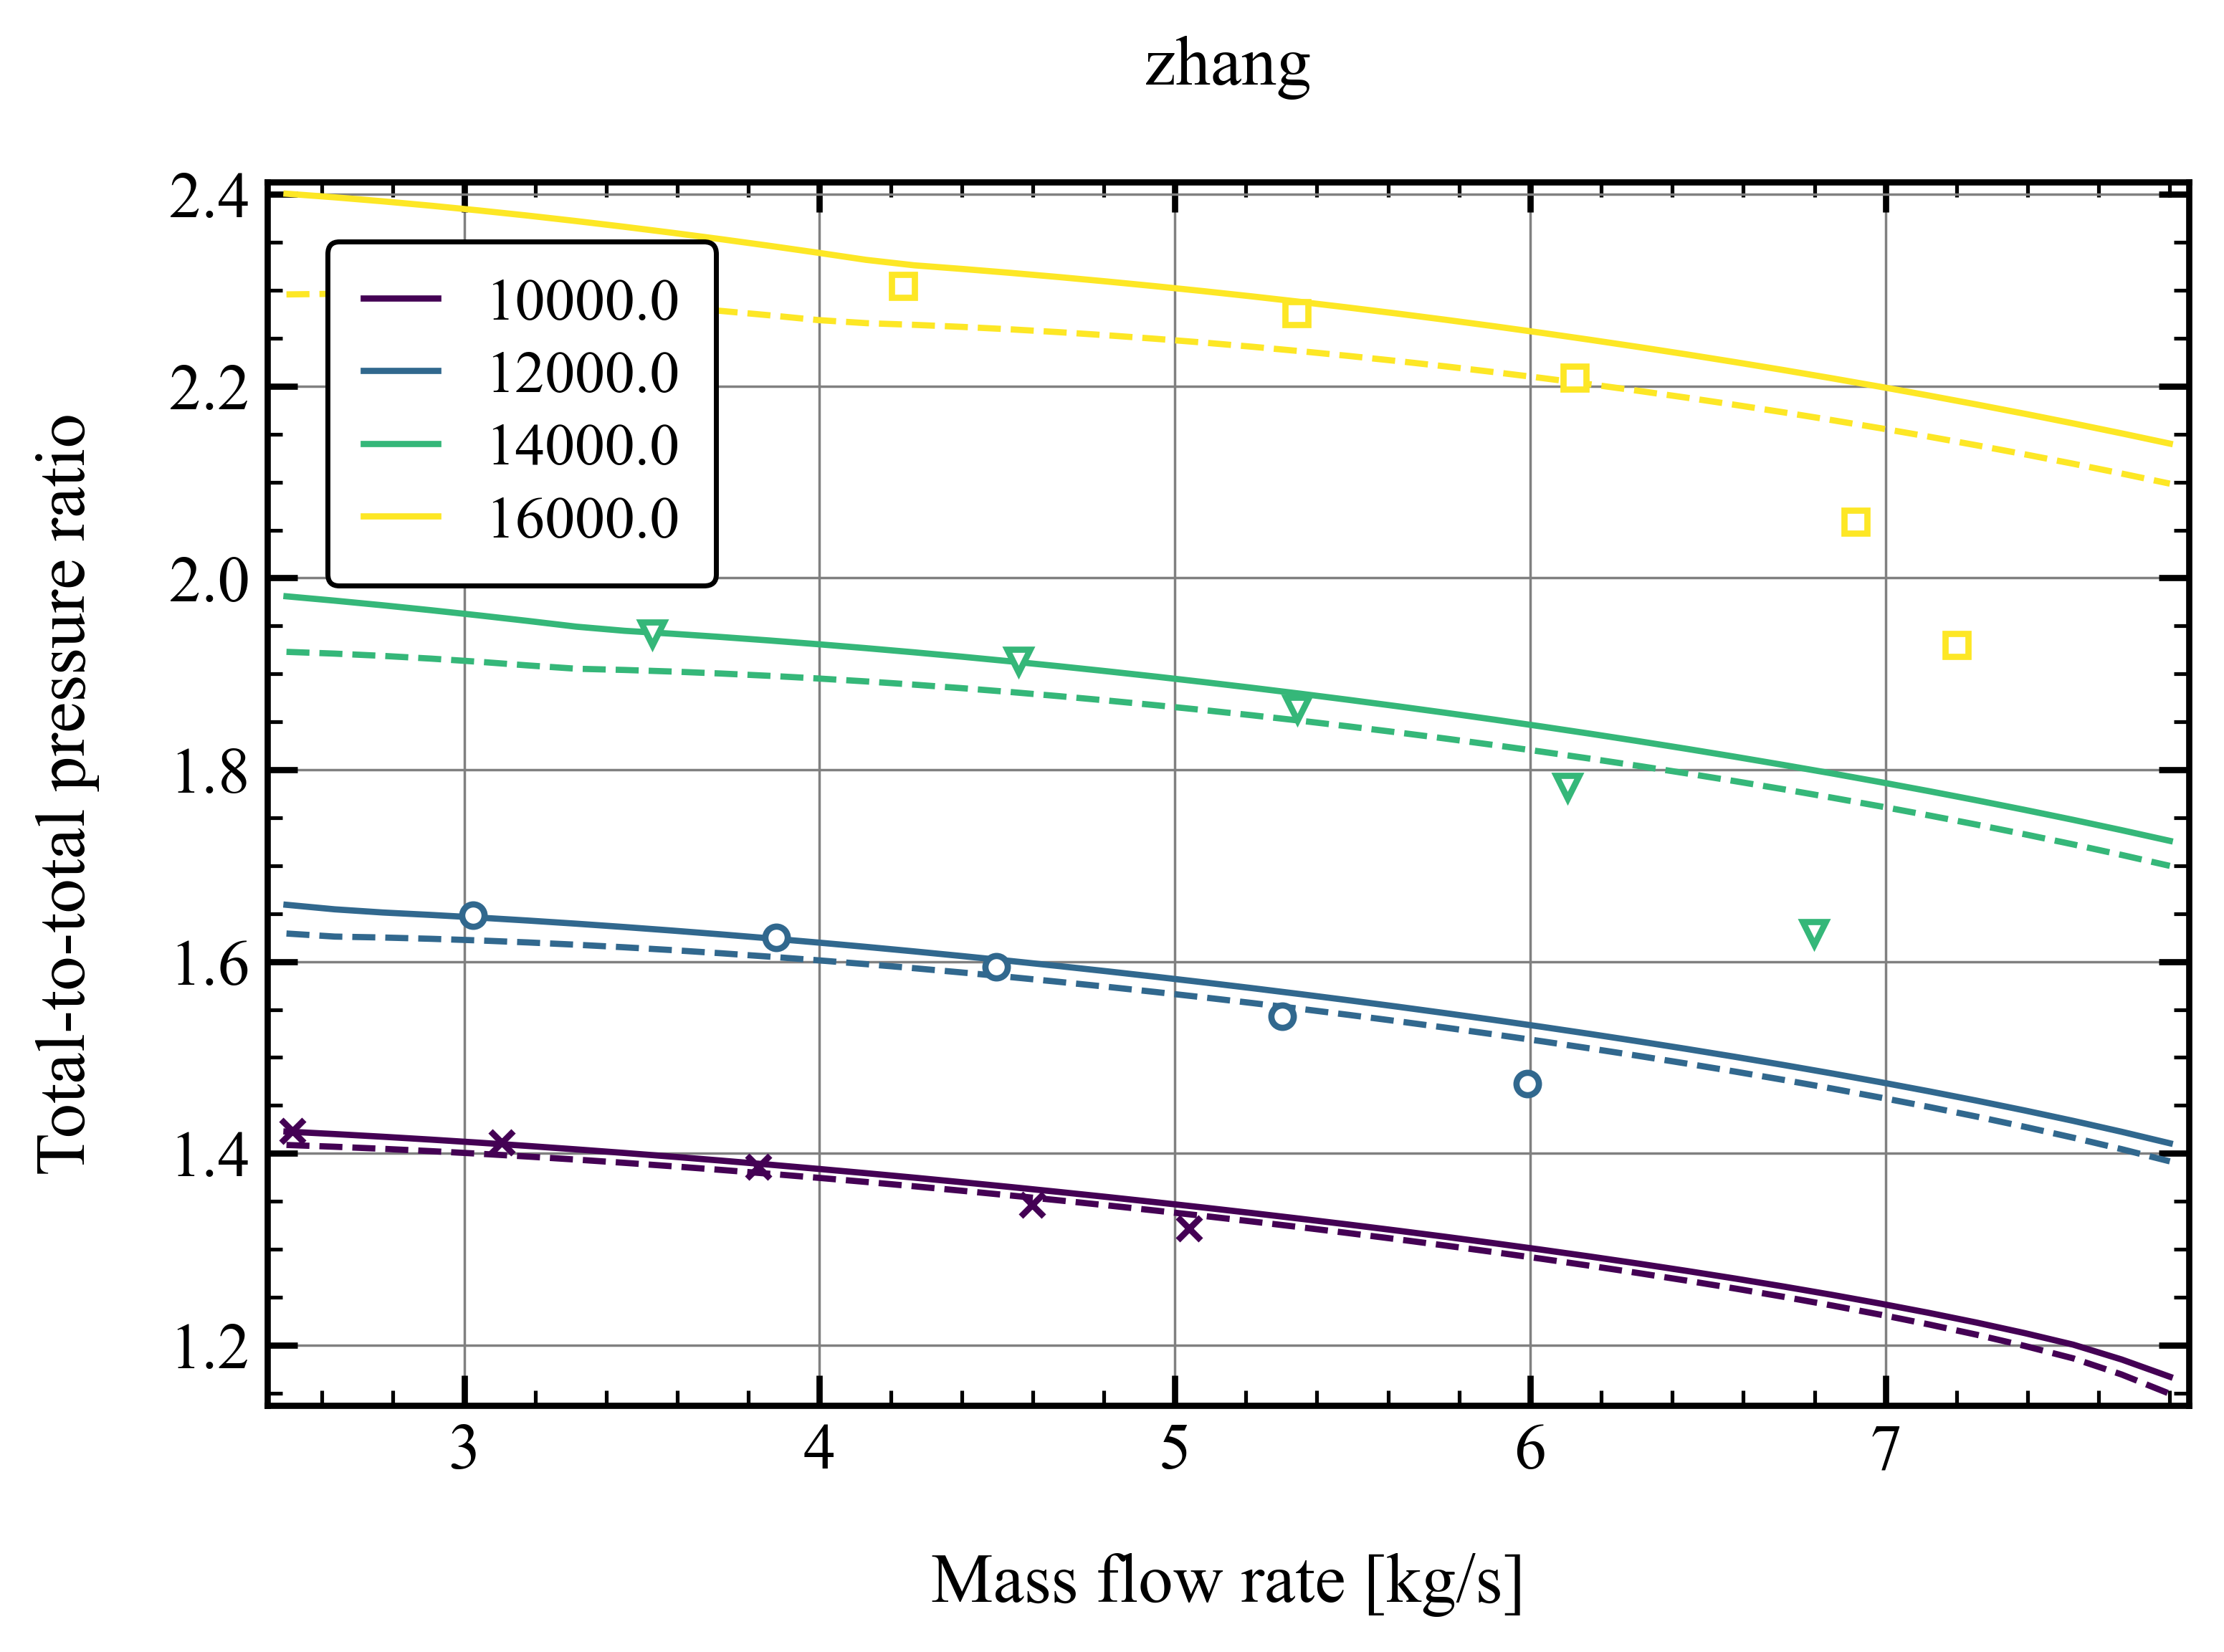 zhang
Total-to-total pressure ratio
2.4
2.2
2.0
1.8
1.6
1.4
1.2
10000.0
12000.0
14000.0
16000.0
3 4 5 6 7
Mass flow rate [kg/s]